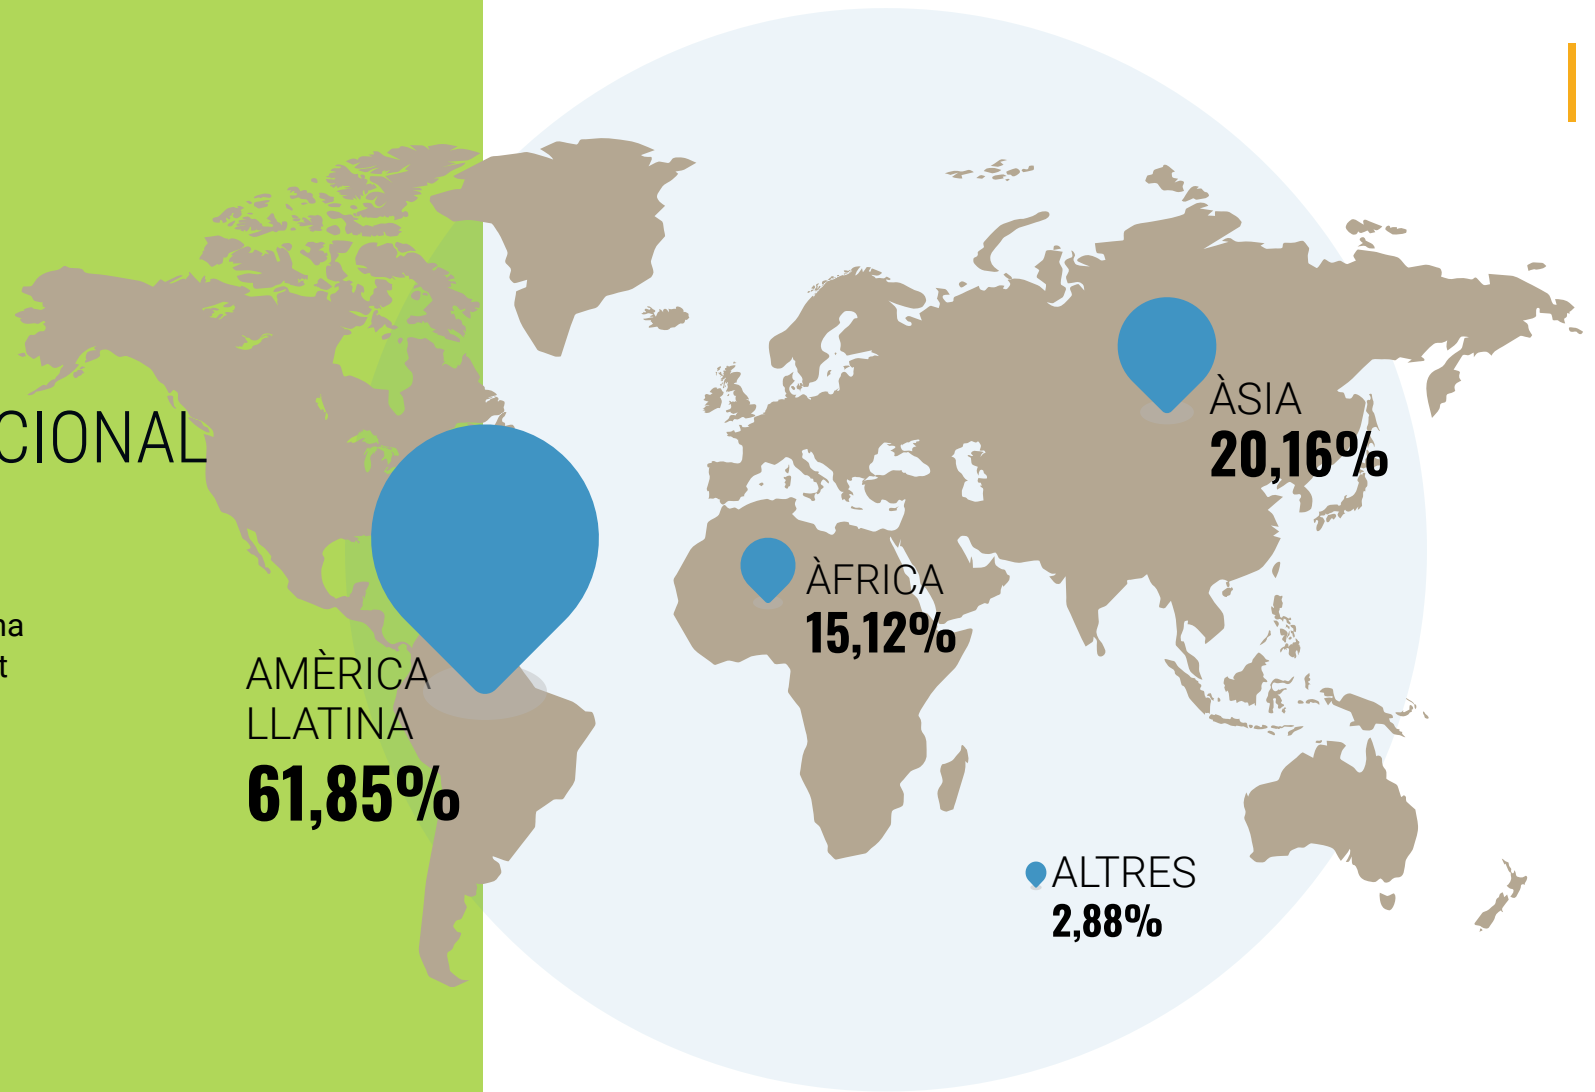 CIONAL
na
t
AMÈRICA
LLATINA
61,85%
ÀFRICA
15,12%
ÀSIA
20,16%
ALTRES
2,88%